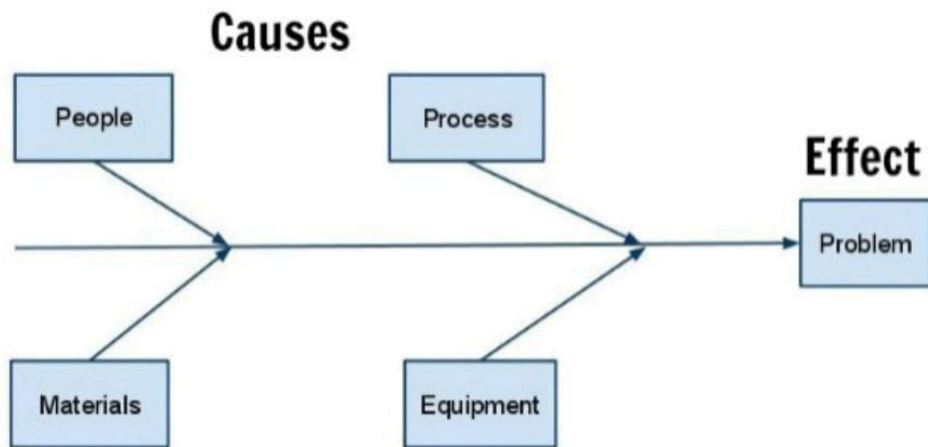 Causes
People
Process
Effect
Problem
Materials
Equipment